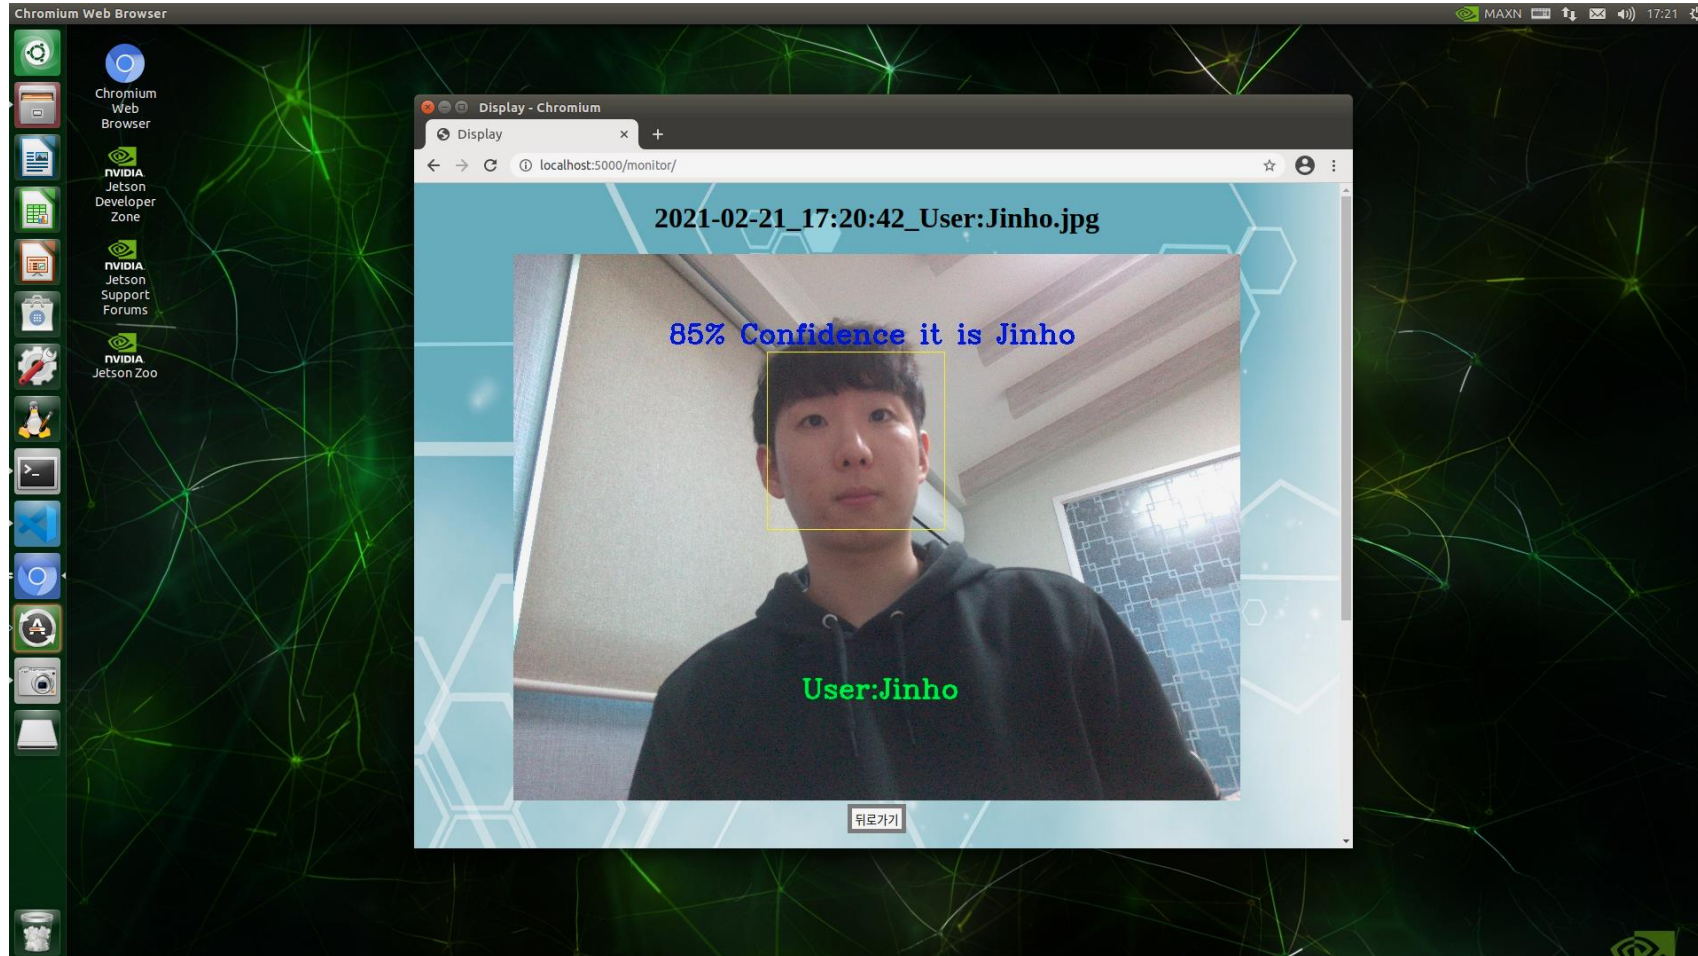 Chromium Web Browser
MAXN
17:21
Chromium
Web
Browser
NVIDIA
Jetson
Developer
Zone
NVIDIA
Jetson
Support
Forums
NVIDIA
Jetson Zoo
Display - Chromium
Display
localhost:5000/monitor/
2021-02-21_17:20:42_User:Jinho.jpg
85% Confidence it is Jinho
User:Jinho
뒤로가기